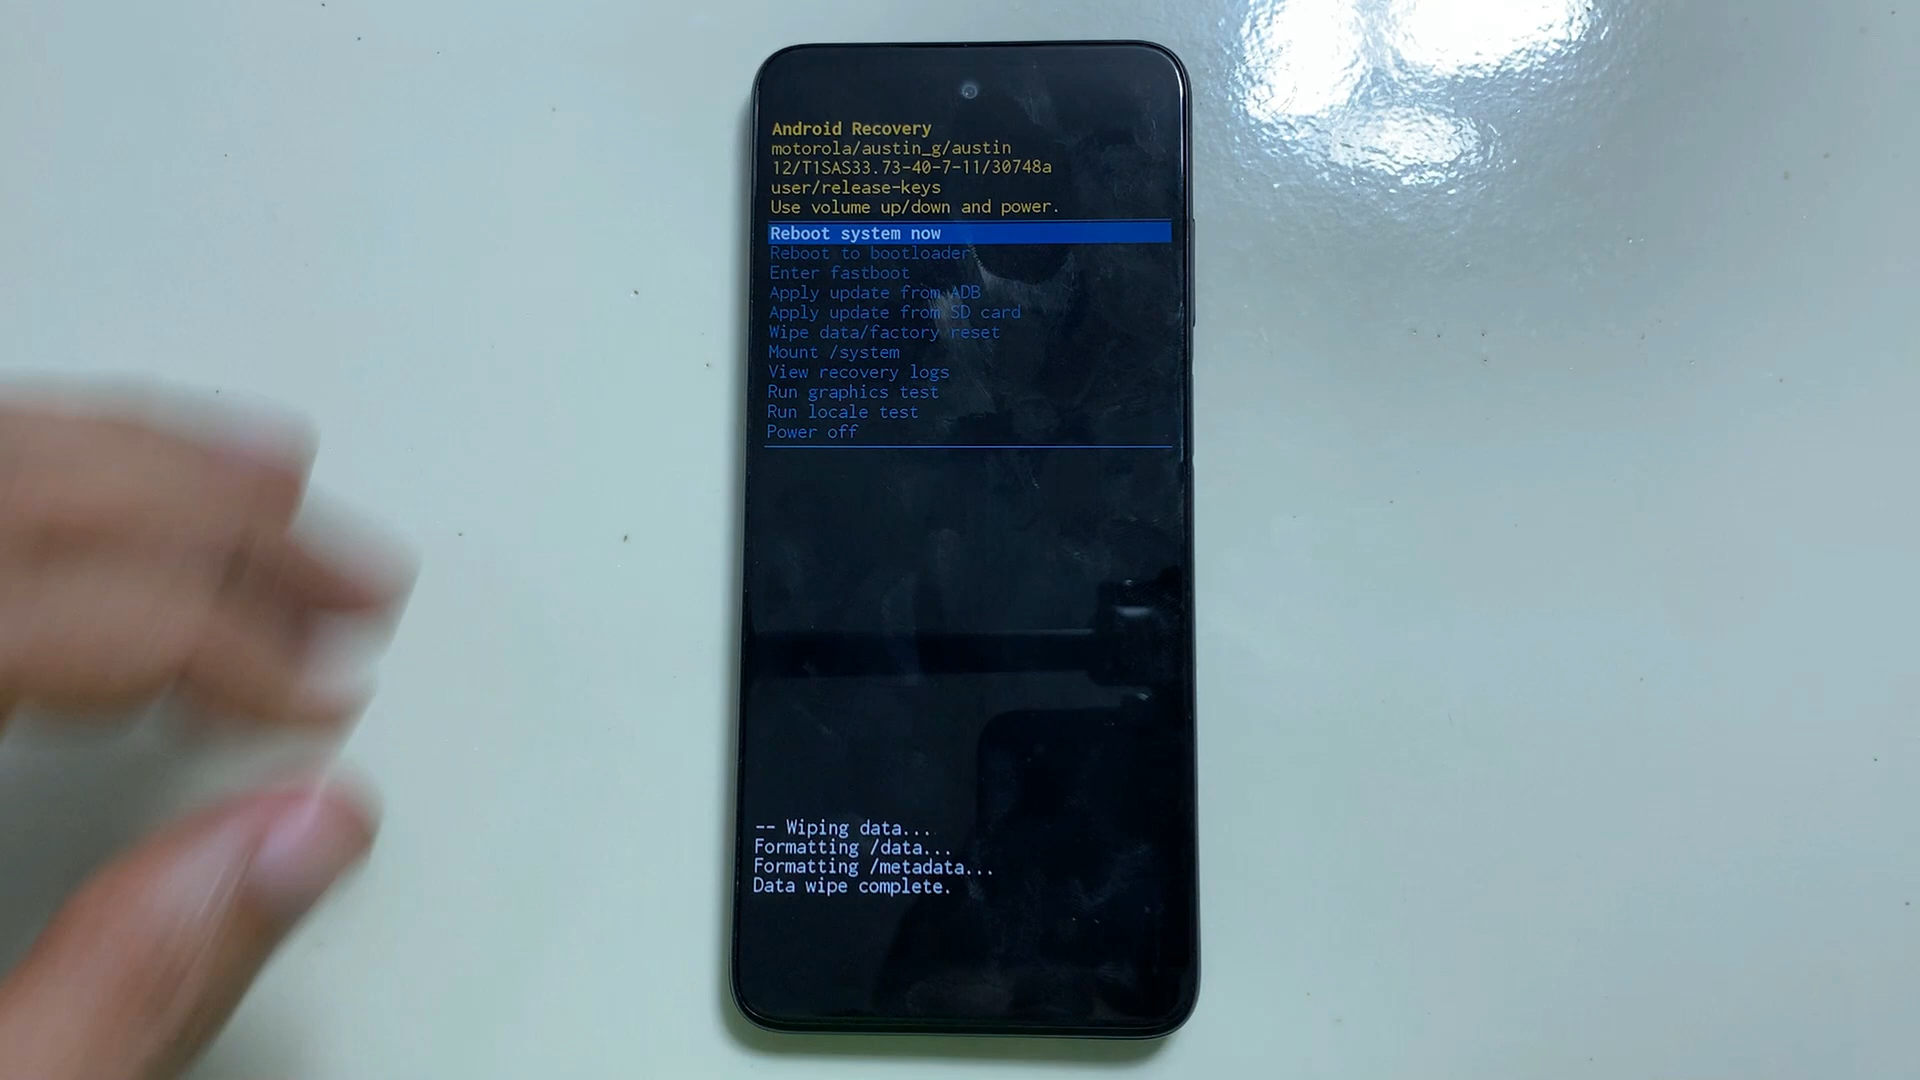 Android Recovery
motorola/austin_g/austin
12/T1SAS33.73-40-7-11/30748a
user/release-keys
Use volume up/down and power.
Reboot system now
Reboot to bootloader
Enter fastboot
Apply update from ADB
Apply update from SD card
Wipe data/factory reset
Mount /system
View recovery logs
Run graphics test
Run locale test
Power off
-- Wiping data...
Formatting /data...
Formatting /metadata...
Data wipe complete.